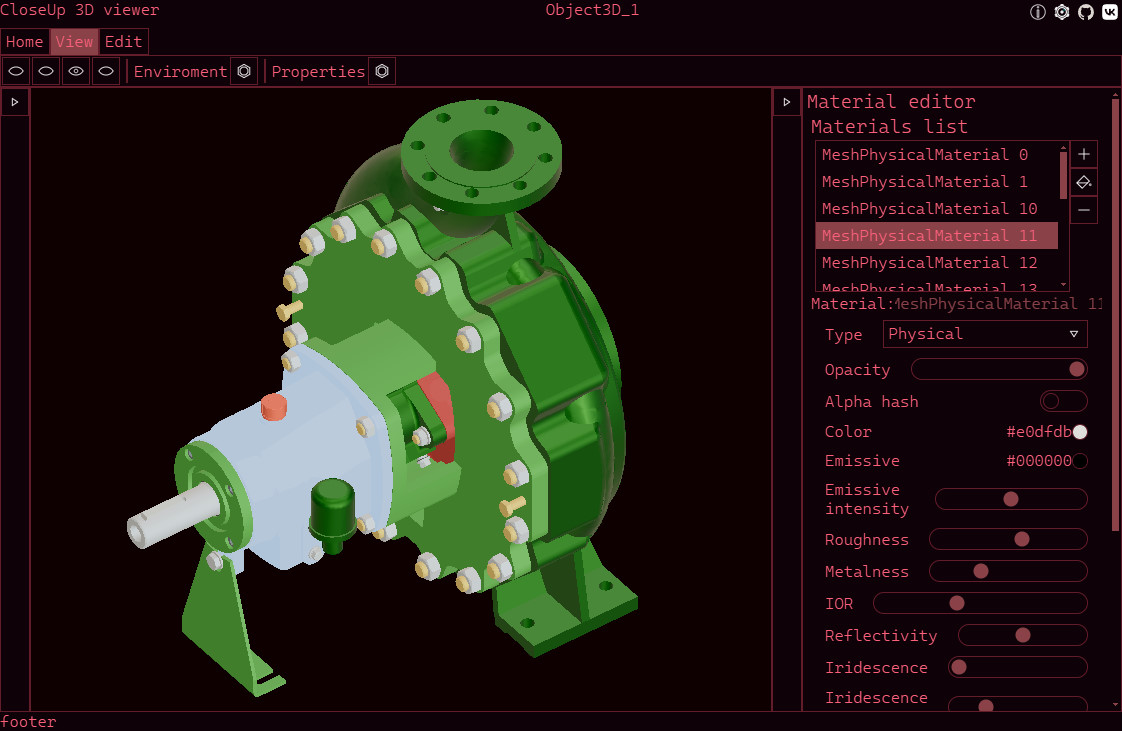 CloseUp 3D viewer
Object3D_1
Home View Edit
Enviroment Properties
Material editor
Materials list
MeshPhysicalMaterial 0
MeshPhysicalMaterial 1
MeshPhysicalMaterial 10
MeshPhysicalMaterial 11
MeshPhysicalMaterial 12
MeshPhysicalMaterial 13
Material: MeshPhysicalMaterial 11
Type Physical
Opacity
Alpha hash
Color #e0dfdb
Emissive #000000
Emissive
intensity
Roughness
Metalness
IOR
Reflectivity
Iridescence
Iridescence
footer